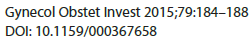 Gynecol Obstet Invest 2015;79:184–188
DOI: 10.1159/000367658